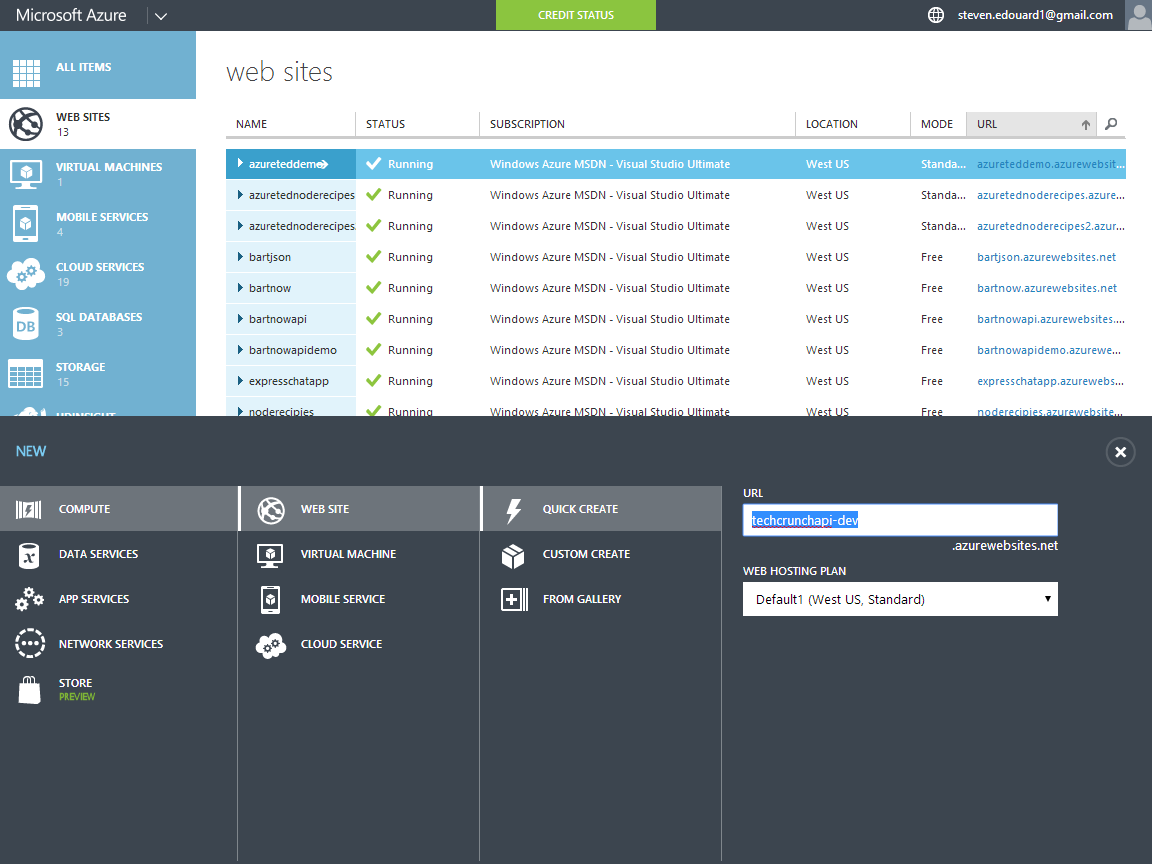 Microsoft Azure
CREDIT STATUS
steven.edouard1@gmail.com
ALL ITEMS
WEB SITES
13
VIRTUAL MACHINES
1
MOBILE SERVICES
4
CLOUD SERVICES
19
SQL DATABASES
3
DB
STORAGE
15
HDINSIGHT
web sites
NAME STATUS SUBSCRIPTION LOCATION MODE URL
azureteddemo Running Windows Azure MSDN - Visual Studio Ultimate West US Standa... azureteddemo.azurewebsit...
azuretednoderecipes Running Windows Azure MSDN - Visual Studio Ultimate West US Standa... azuretednoderecipes.azure...
azuretednoderecipes. Running Windows Azure MSDN - Visual Studio Ultimate West US Standa... azuretednoderecipes2.azur...
bartjson Running Windows Azure MSDN - Visual Studio Ultimate West US Free bartjson.azurewebsites.net
bartnow Running Windows Azure MSDN - Visual Studio Ultimate West US Free bartnow.azurewebsites.net
bartnowapi Running Windows Azure MSDN - Visual Studio Ultimate West US Free bartnowapi.azurewebsites....
bartnowapidemo Running Windows Azure MSDN - Visual Studio Ultimate West US Free bartnowapidemo.azurewe...
expresschatapp Running Windows Azure MSDN - Visual Studio Ultimate West US Free expresschatapp.azurewebs...
noderecipies Running Windows Azure MSDN - Visual Studio Ultimate West US Free noderecipies.azurewebsite...
NEW
COMPUTE
DATA SERVICES
APP SERVICES
NETWORK SERVICES
STORE
PREVIEW
WEB SITE
VIRTUAL MACHINE
MOBILE SERVICE
CLOUD SERVICE
QUICK CREATE
CUSTOM CREATE
FROM GALLERY
URL
techcrunchapi-dev
.azurewebsites.net
WEB HOSTING PLAN
Default1 (West US, Standard)